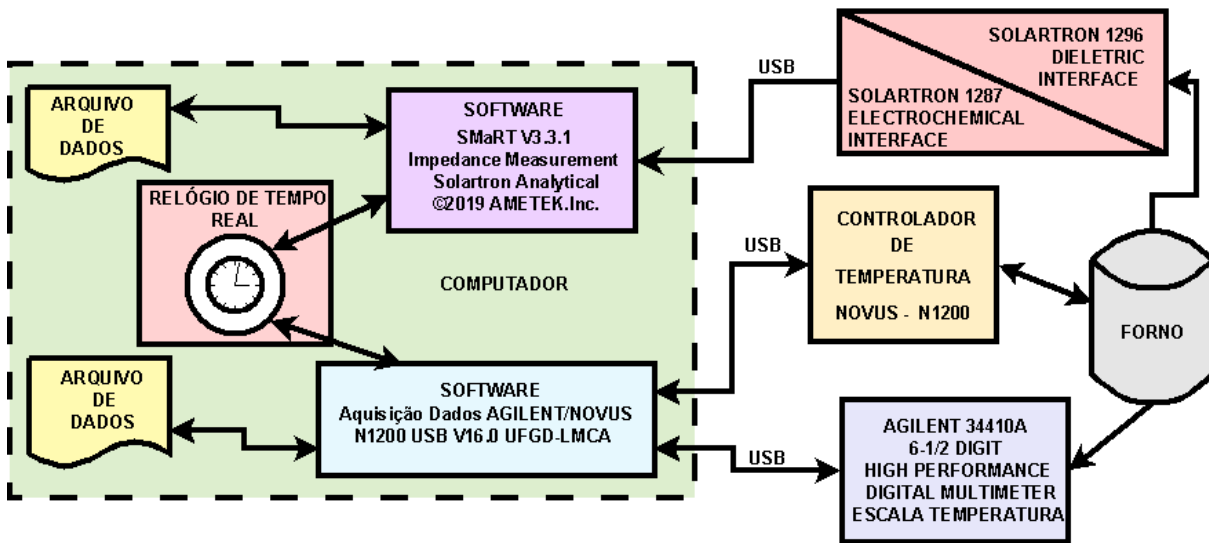 ARQUIVO
DE
DADOS
SOFTWARE
SMaRT V3.3.1
Impedance Measurement
Solartron Analytical
©2019 AMETEK.Inc.
USB
SOLARTRON 1296
DIELETRIC
INTERFACE
SOLARTRON 1287
ELECTROCHEMICAL
INTERFACE
RELÓGIO DE TEMPO
REAL
COMPUTADOR
USB
CONTROLADOR
DE
TEMPERATURA
NOVUS - N1200
FORNO
ARQUIVO
DE
DADOS
SOFTWARE
Aquisição Dados AGILENT/NOVUS
N1200 USB V16.0 UFGD-LMCA
USB
AGILENT 34410A
6-1/2 DIGIT
HIGH PERFORMANCE
DIGITAL MULTIMETER
ESCALA TEMPERATURA